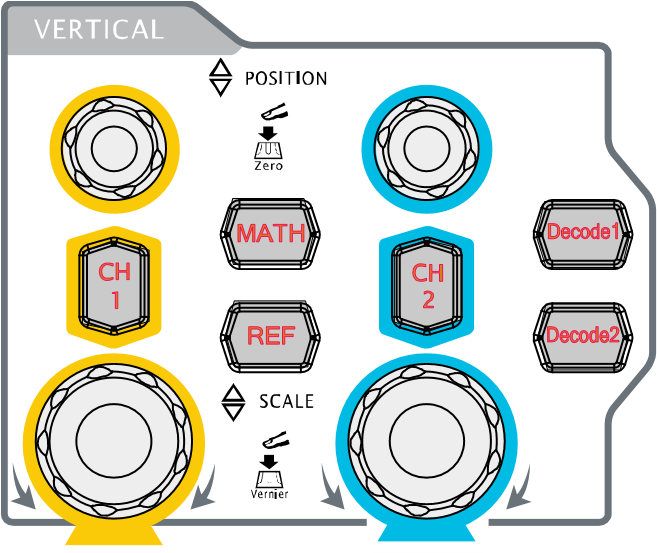 VERTICAL
POSITION
Zero
MATH
Decode1
CH
1
CH
2
REF
Decode2
SCALE
Vernier